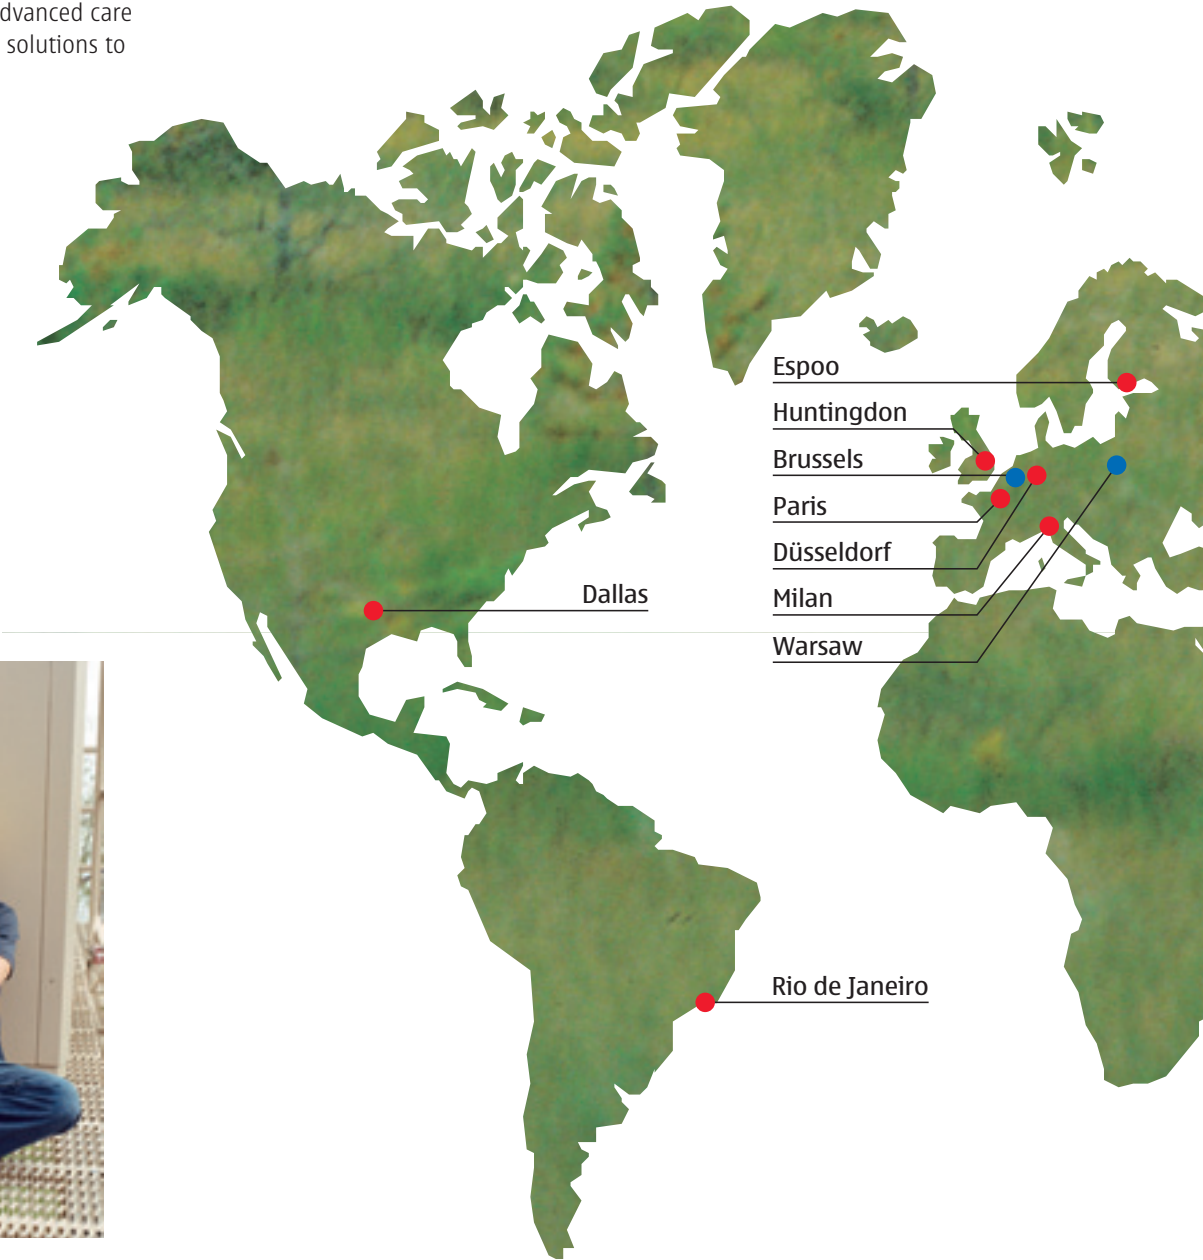 dvanced care
solutions to
Espoo
Huntingdon
Brussels
Paris
Düsseldorf
Milan
Warsaw
Dallas
Rio de Janeiro